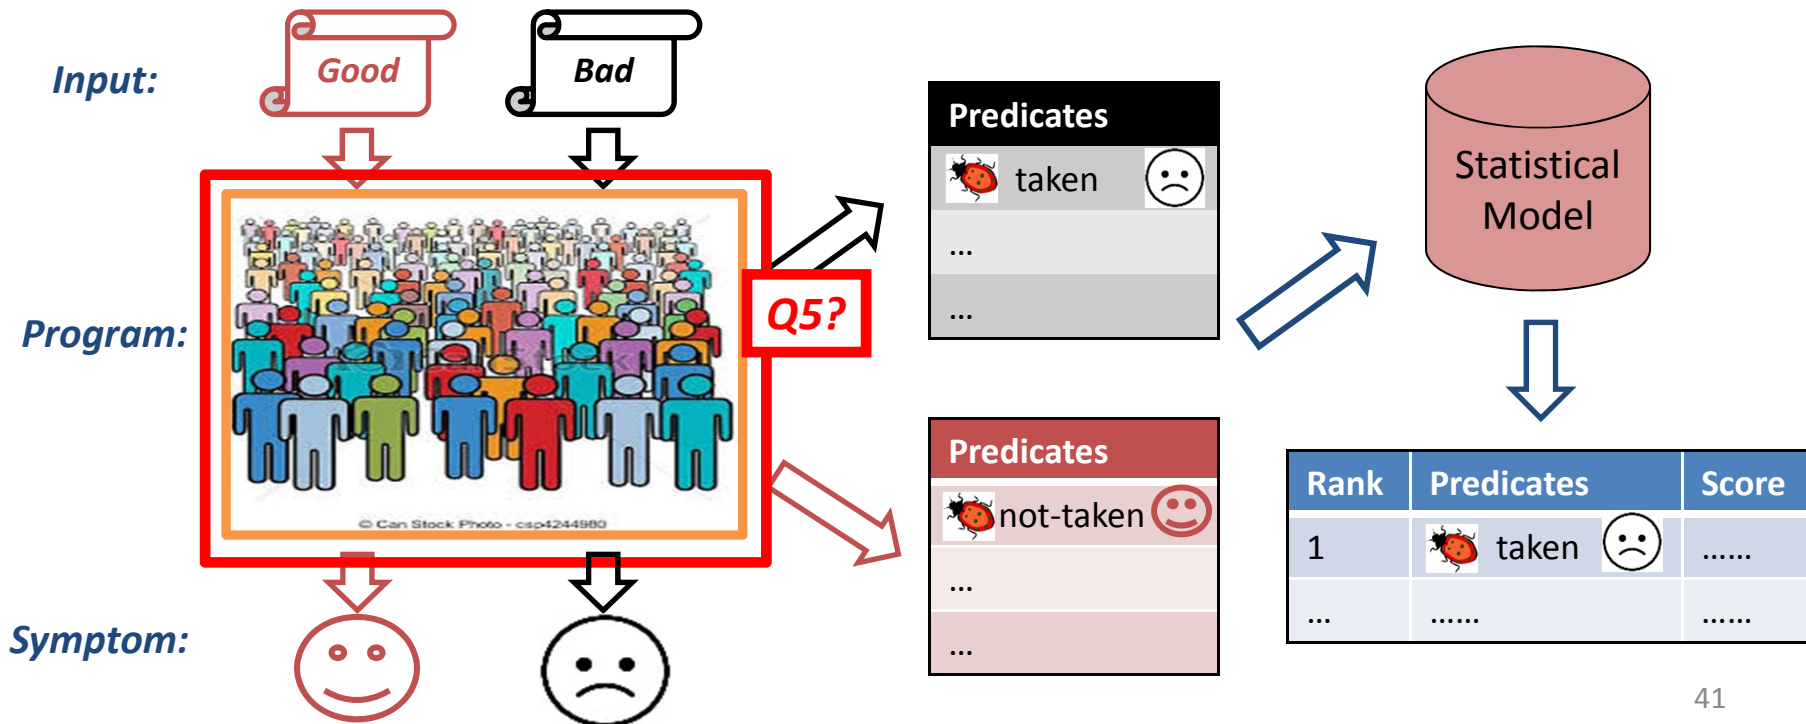 Input:
Good
Bad
Program:
Q5?
© Can Stock Photo - csp4244980
Symptom:
Predicates
taken
...
...
Predicates
not-taken
...
...
Statistical
Model
Rank Predicates Score
1 taken ......
... ...... ......
41